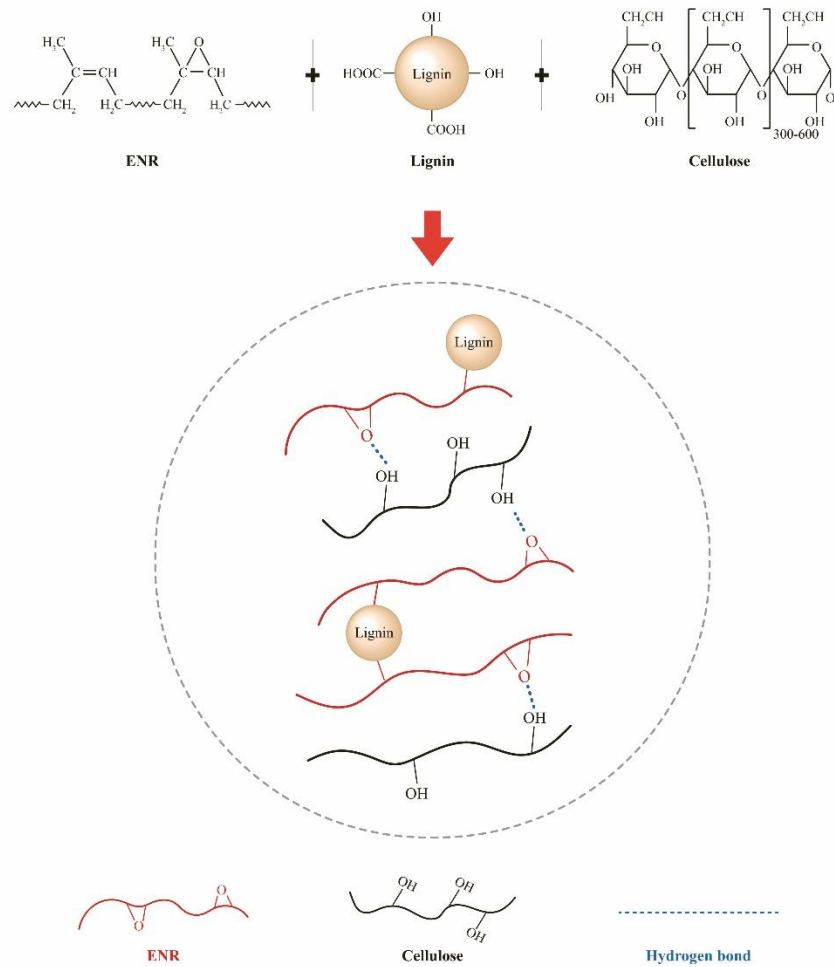 H₃C
C=CH
CH₂
H₂C
H₃C
O
C
CH
CH₂
H₃C
ENR
+
OH
HOOC
Lignin
OH
COOH
Lignin
+
CH₂CH
CH₂CH
CH₂CH
O
O
O
OH
OH
OH
HO
O
O
O
OH
OH
OH
300-600
Cellulose
Lignin
O
OH
OH
OH
O
Lignin
O
OH
OH
O
O
ENR
OH
OH
OH
Cellulose
Hydrogen bond